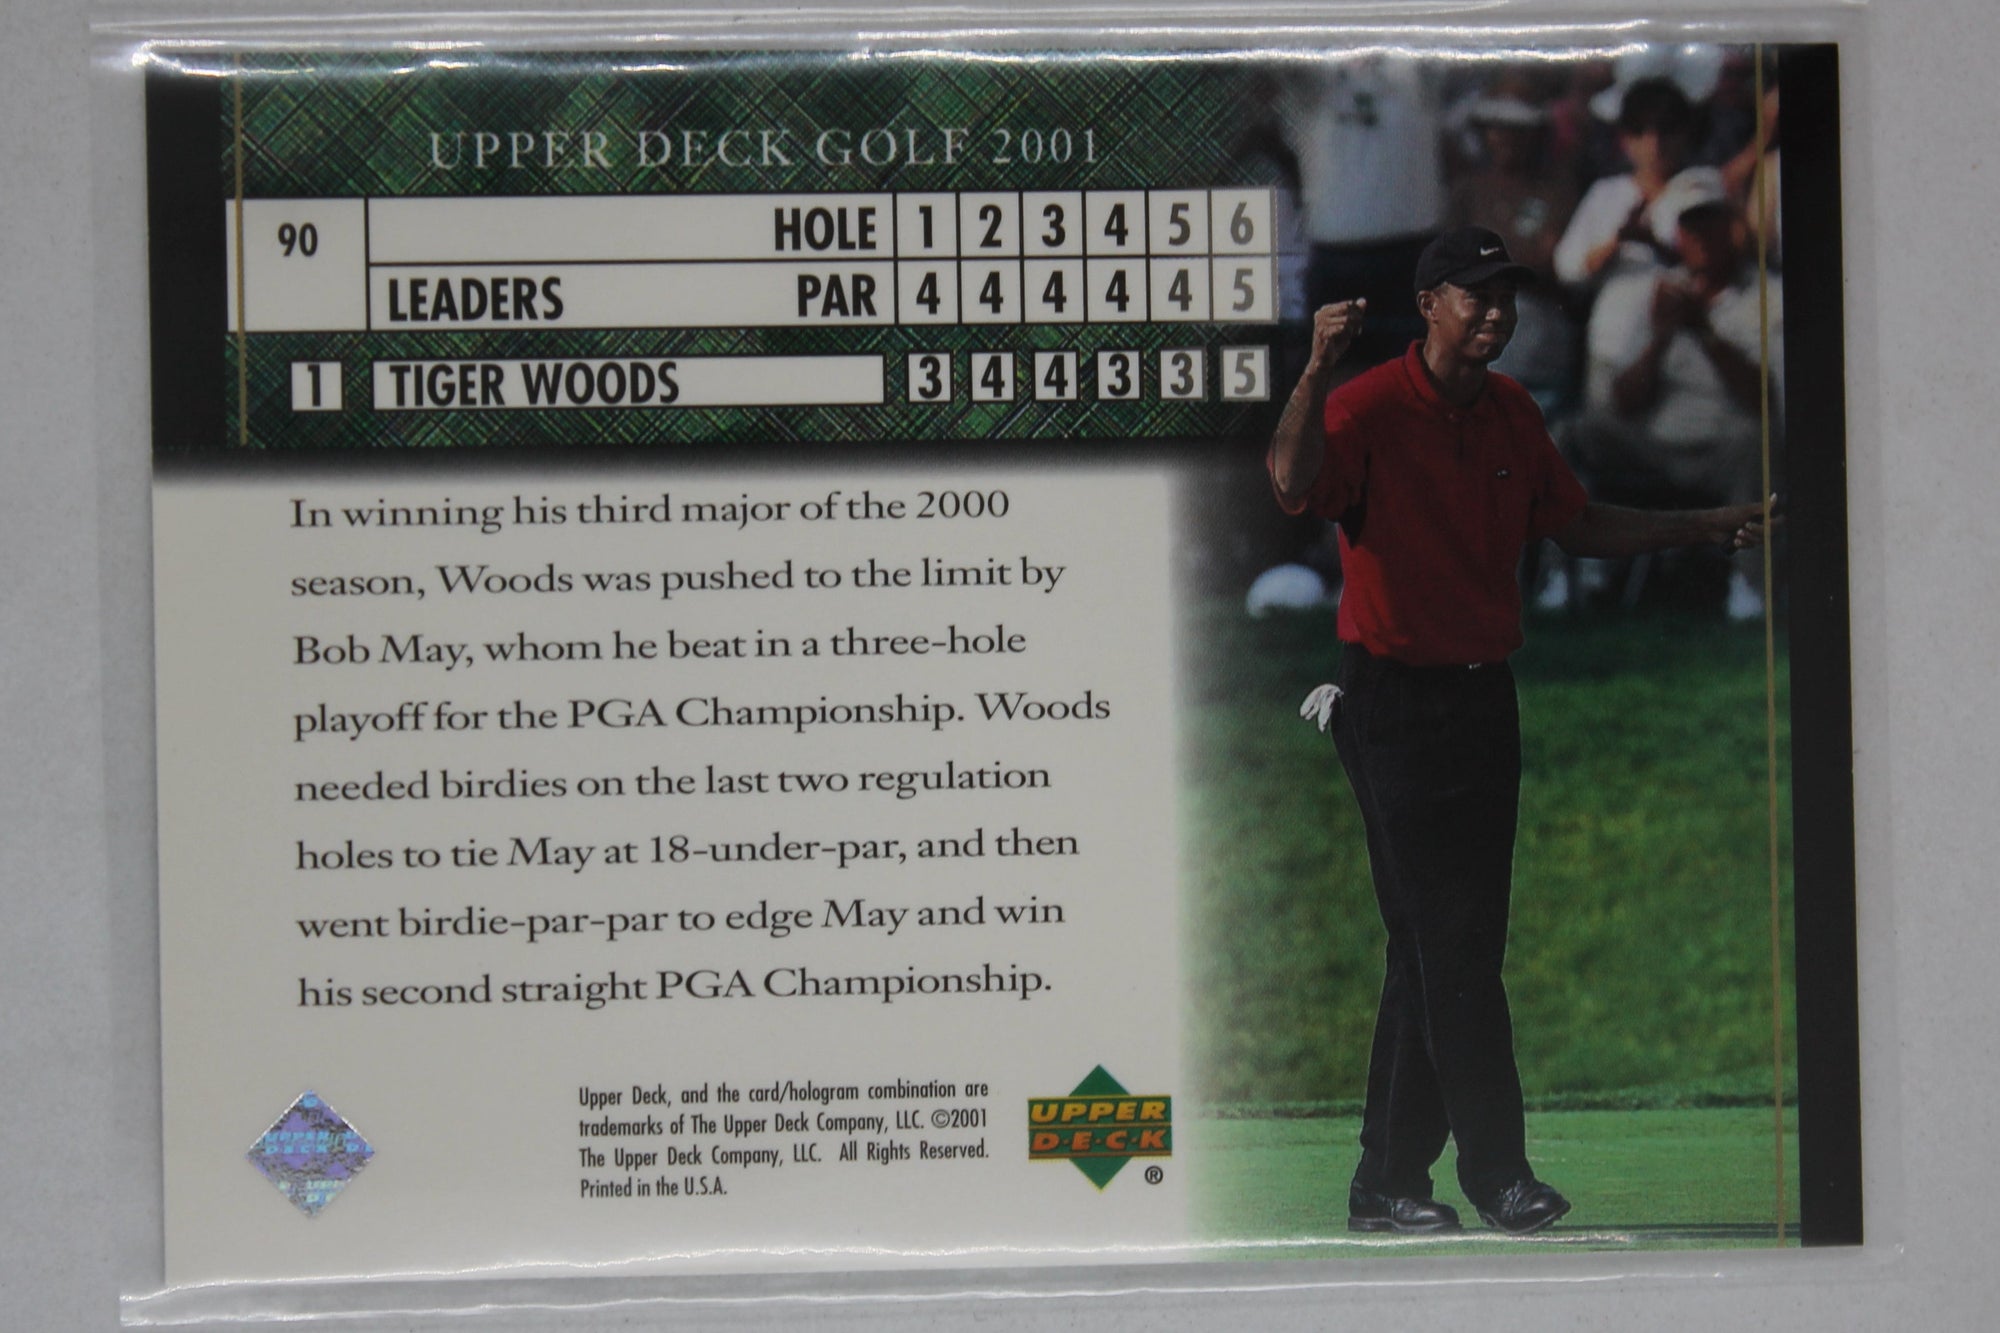 UPPER DECK GOLF 2001
90 HOLE 1 2 3 4 5 6
LEADERS PAR 4 4 4 4 4 5
1 TIGER WOODS 3 4 4 3 3 5
In winning his third major of the 2000
season, Woods was pushed to the limit by
Bob May, whom he beat in a three-hole
playoff for the PGA Championship. Woods
needed birdies on the last two regulation
holes to tie May at 18-under-par, and then
went birdie-par-par to edge May and win
his second straight PGA Championship.
Upper Deck, and the card/hologram combination are
trademarks of The Upper Deck Company, LLC. ©2001
The Upper Deck Company, LLC. All Rights Reserved.
Printed in the U.S.A.
UPPER
D·E·C·K
®
UPPER
DECK